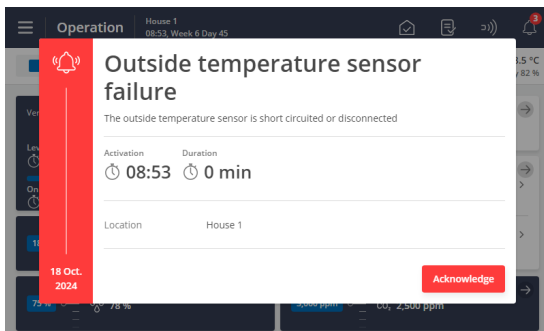 Operation
House 1
08:53, Week 6 Day 45
3
Outside temperature sensor
failure
The outside temperature sensor is short circuited or disconnected
Activation Duration
08:53 0 min
Location House 1
18 Oct.
2024
Acknowledge
78 %
CO₂ 2,500 ppm